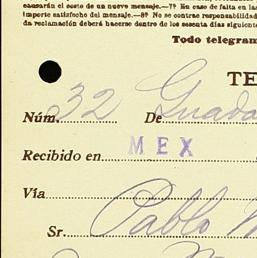 causarán el costo de un nuevo mensaje.—7ª En caso de falta en la
importe satisfecho del mensaje.—8ª No se contrae responsabilidad
da reclamación deberá hacerse dentro de los sesenta días siguiente
Todo telegram
TE
Núm. 32 De Guada
Recibido en MEX
Vía
Sr. Pablo